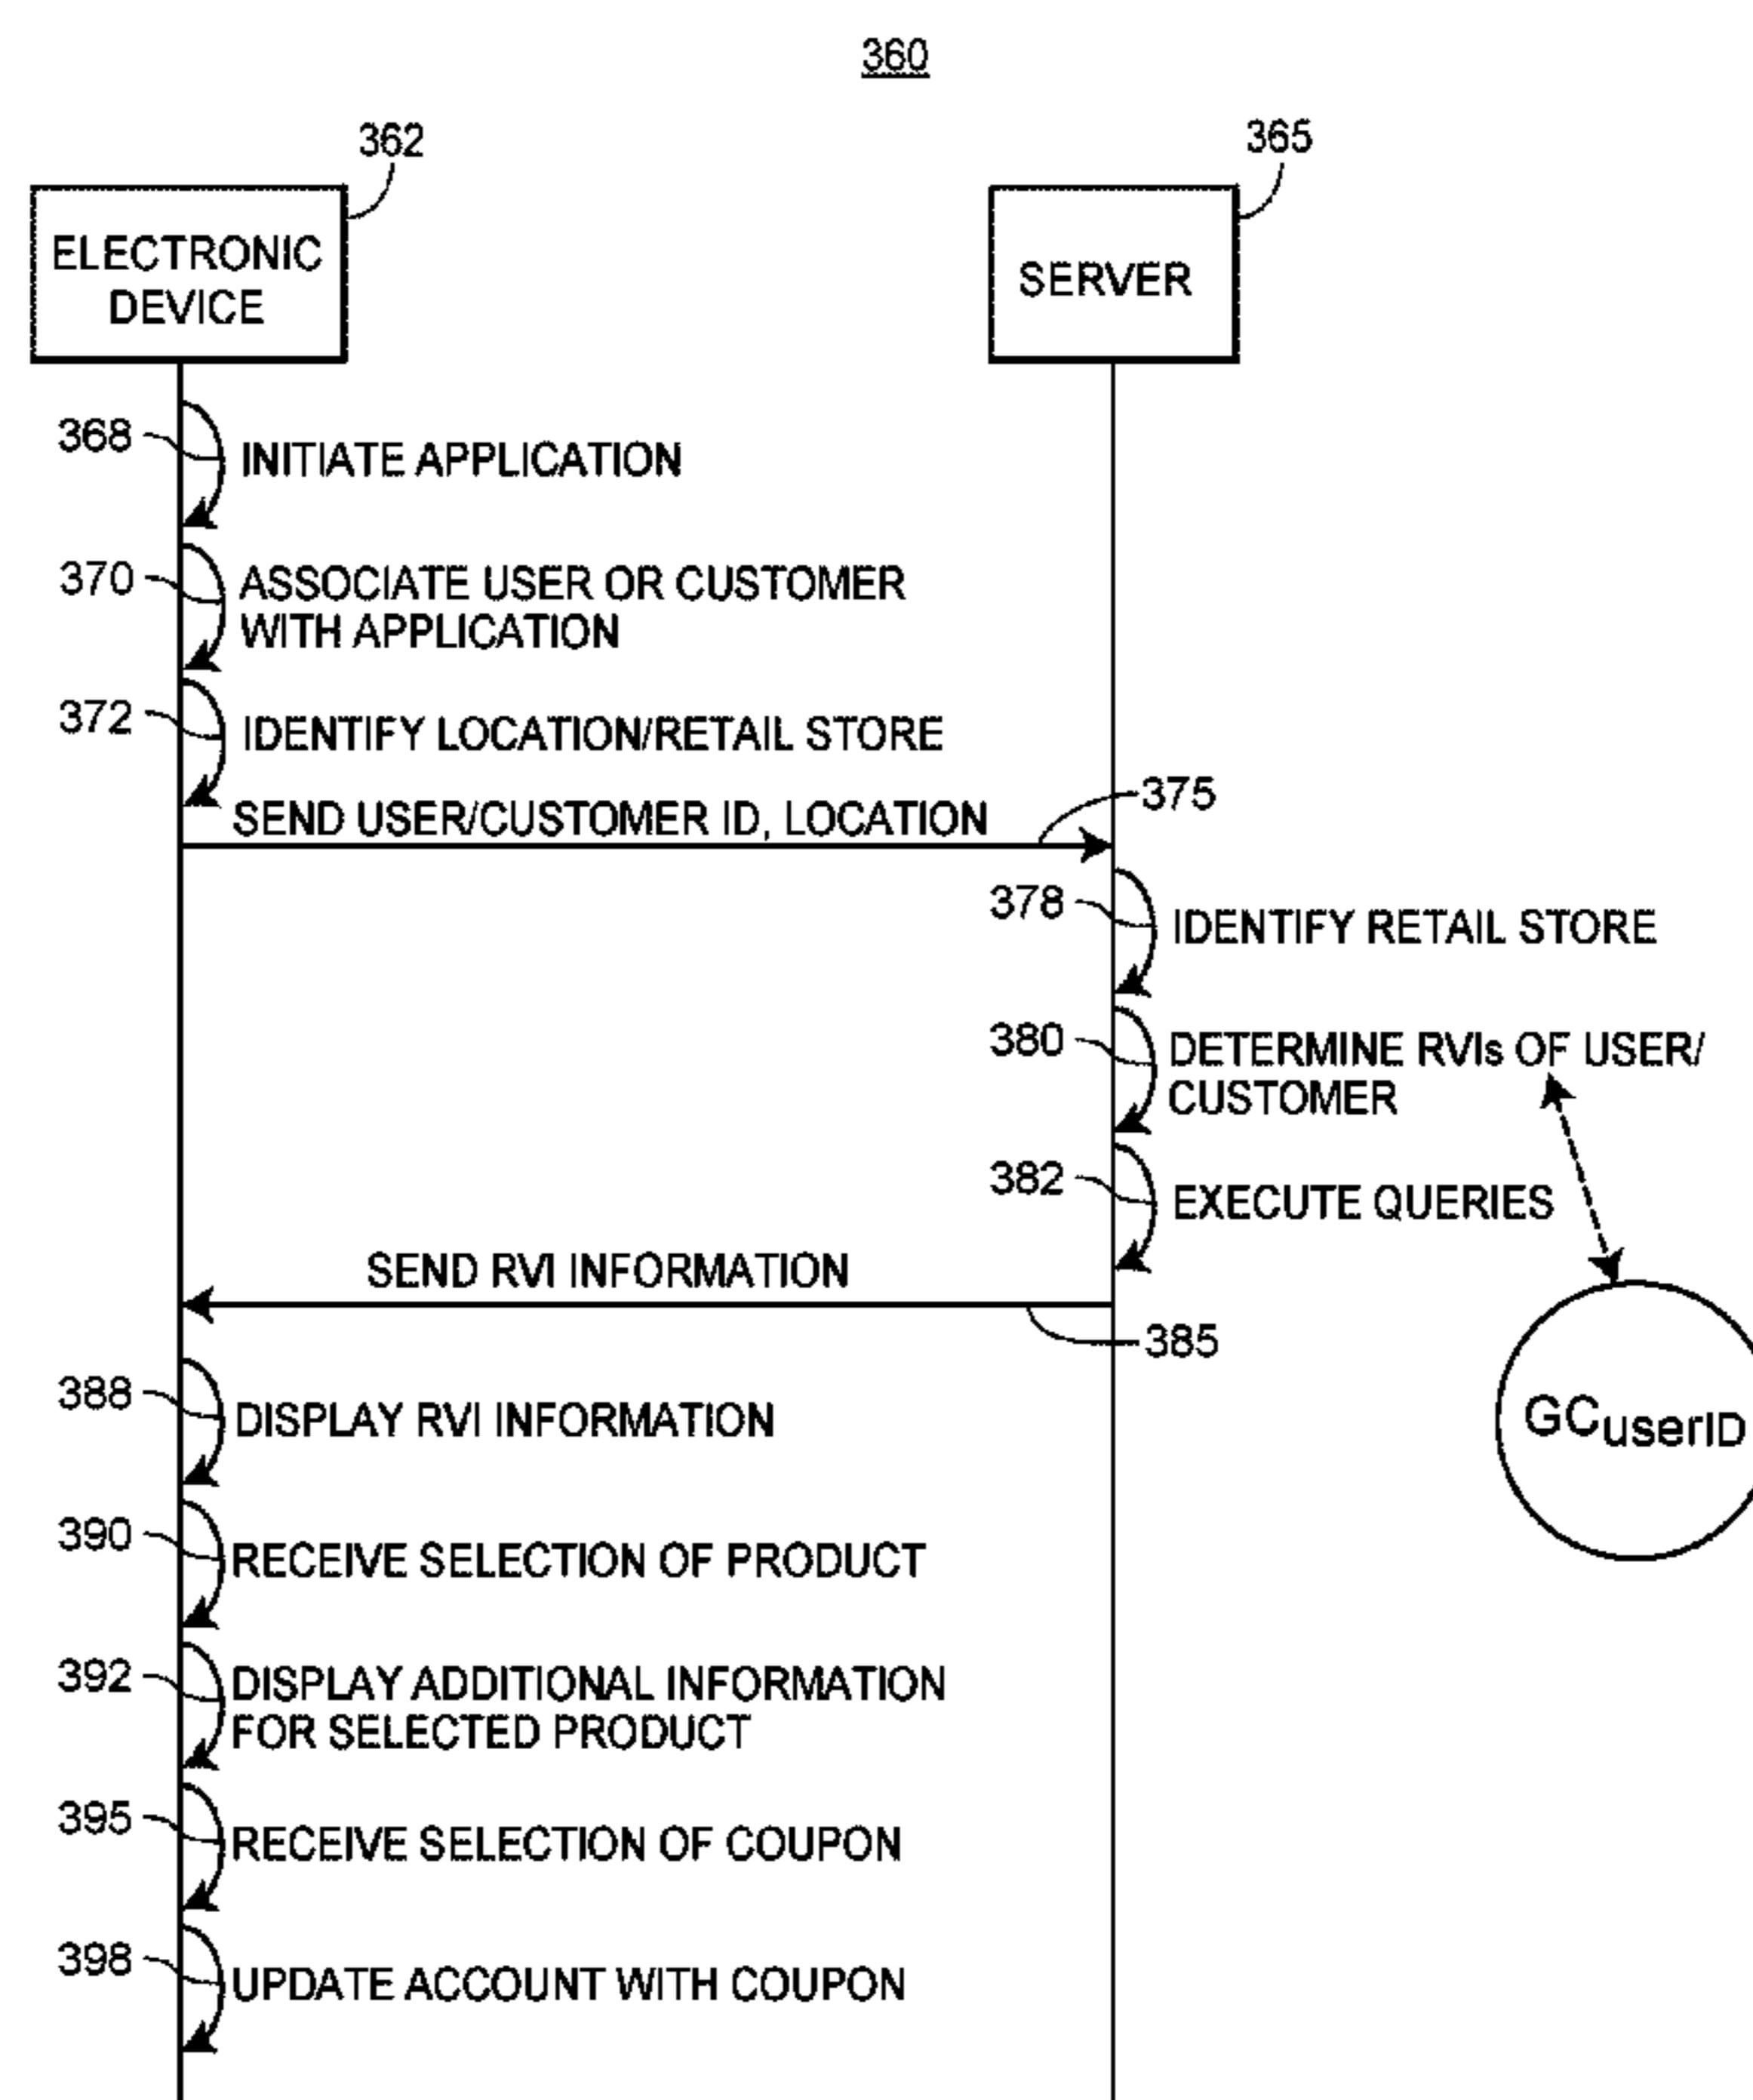 360
362
365
ELECTRONIC
DEVICE
SERVER
368
INITIATE APPLICATION
370
ASSOCIATE USER OR CUSTOMER
WITH APPLICATION
372
IDENTIFY LOCATION/RETAIL STORE
SEND USER/CUSTOMER ID, LOCATION
375
378
IDENTIFY RETAIL STORE
380
DETERMINE RVIs OF USER/
CUSTOMER
382
EXECUTE QUERIES
SEND RVI INFORMATION
385
388
DISPLAY RVI INFORMATION
GCuserID
390
RECEIVE SELECTION OF PRODUCT
392
DISPLAY ADDITIONAL INFORMATION
FOR SELECTED PRODUCT
395
RECEIVE SELECTION OF COUPON
398
UPDATE ACCOUNT WITH COUPON